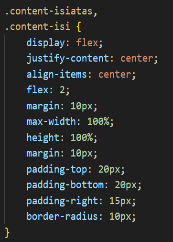 .content-isiatas,
.content-isi {
display: flex;
justify-content: center;
align-items: center;
flex: 2;
margin: 10px;
max-width: 100%;
height: 100%;
margin: 10px;
padding-top: 20px;
padding-bottom: 20px;
padding-right: 15px;
border-radius: 10px;
}